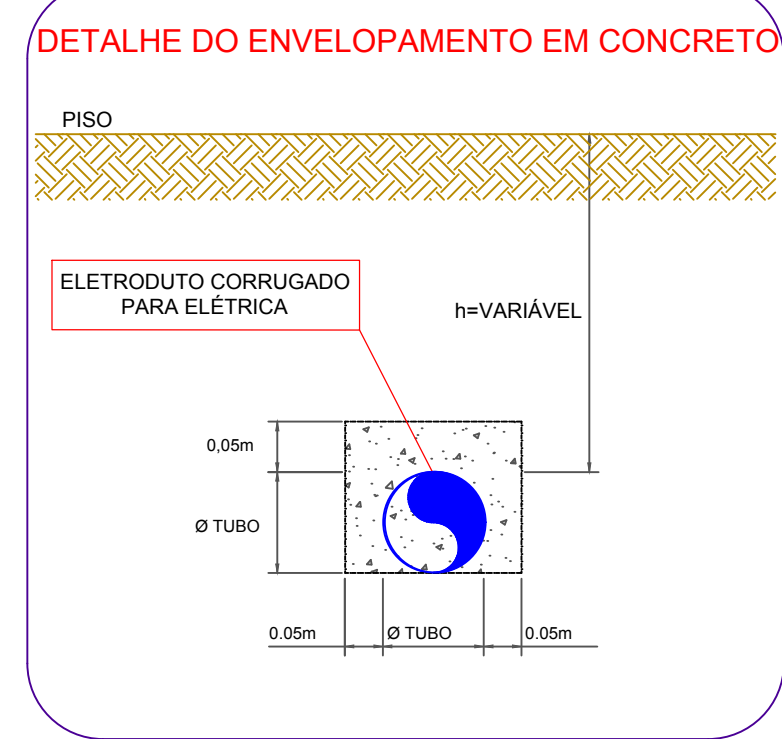 DETALHE DO ENVELOPAMENTO EM CONCRETO
PISO
ELETRODUTO CORRUGADO
PARA ELÉTRICA
h=VARIÁVEL
0,05m
Ø TUBO
0.05m
Ø TUBO
0.05m